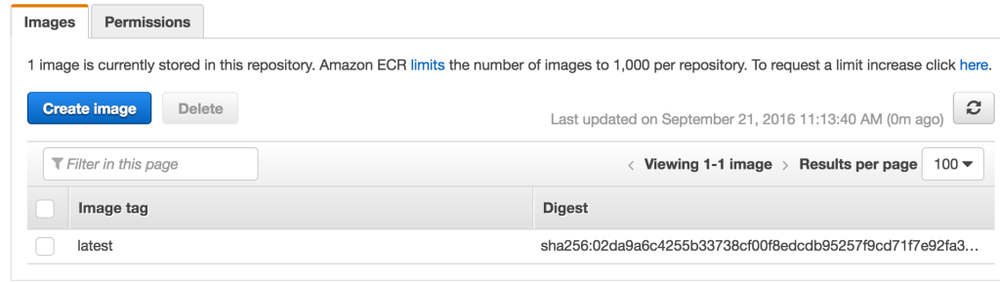 Images Permissions
1 image is currently stored in this repository. Amazon ECR limits the number of images to 1,000 per repository. To request a limit increase click here.
Create image Delete
Last updated on September 21, 2016 11:13:40 AM (0m ago)
Filter in this page < Viewing 1-1 image > Results per page 100
Image tag Digest
latest sha256:02da9a6c4255b33738cf00f8edcdb95257f9cd71f7e92fa3...